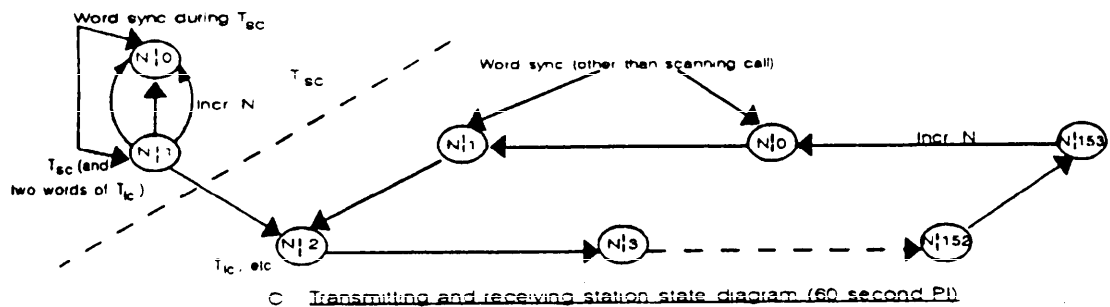 Word sync during Tsc
N¦0
Tsc
Word sync (other than scanning call)
Incr N
N¦1
N¦1
N¦0
Incr N
N¦153
Tsc (and
two words of Tlc)
N¦2
N¦3
N¦152
Tlc, etc
C Transmitting and receiving station state diagram (60 second PI)